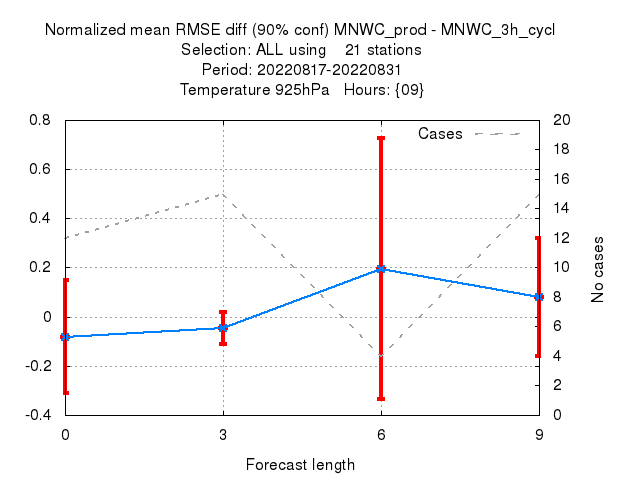 Normalized mean RMSE diff (90% conf) MNWC_prod - MNWC_3h_cycl
Selection: ALL using    21 stations
Period: 20220817-20220831
Temperature 925hPa   Hours: {09}
Cases
0.8
0.6
0.4
0.2
0
-0.2
-0.4
20
18
16
14
12
10
8
6
4
2
0
No cases
0 3 6 9
Forecast length